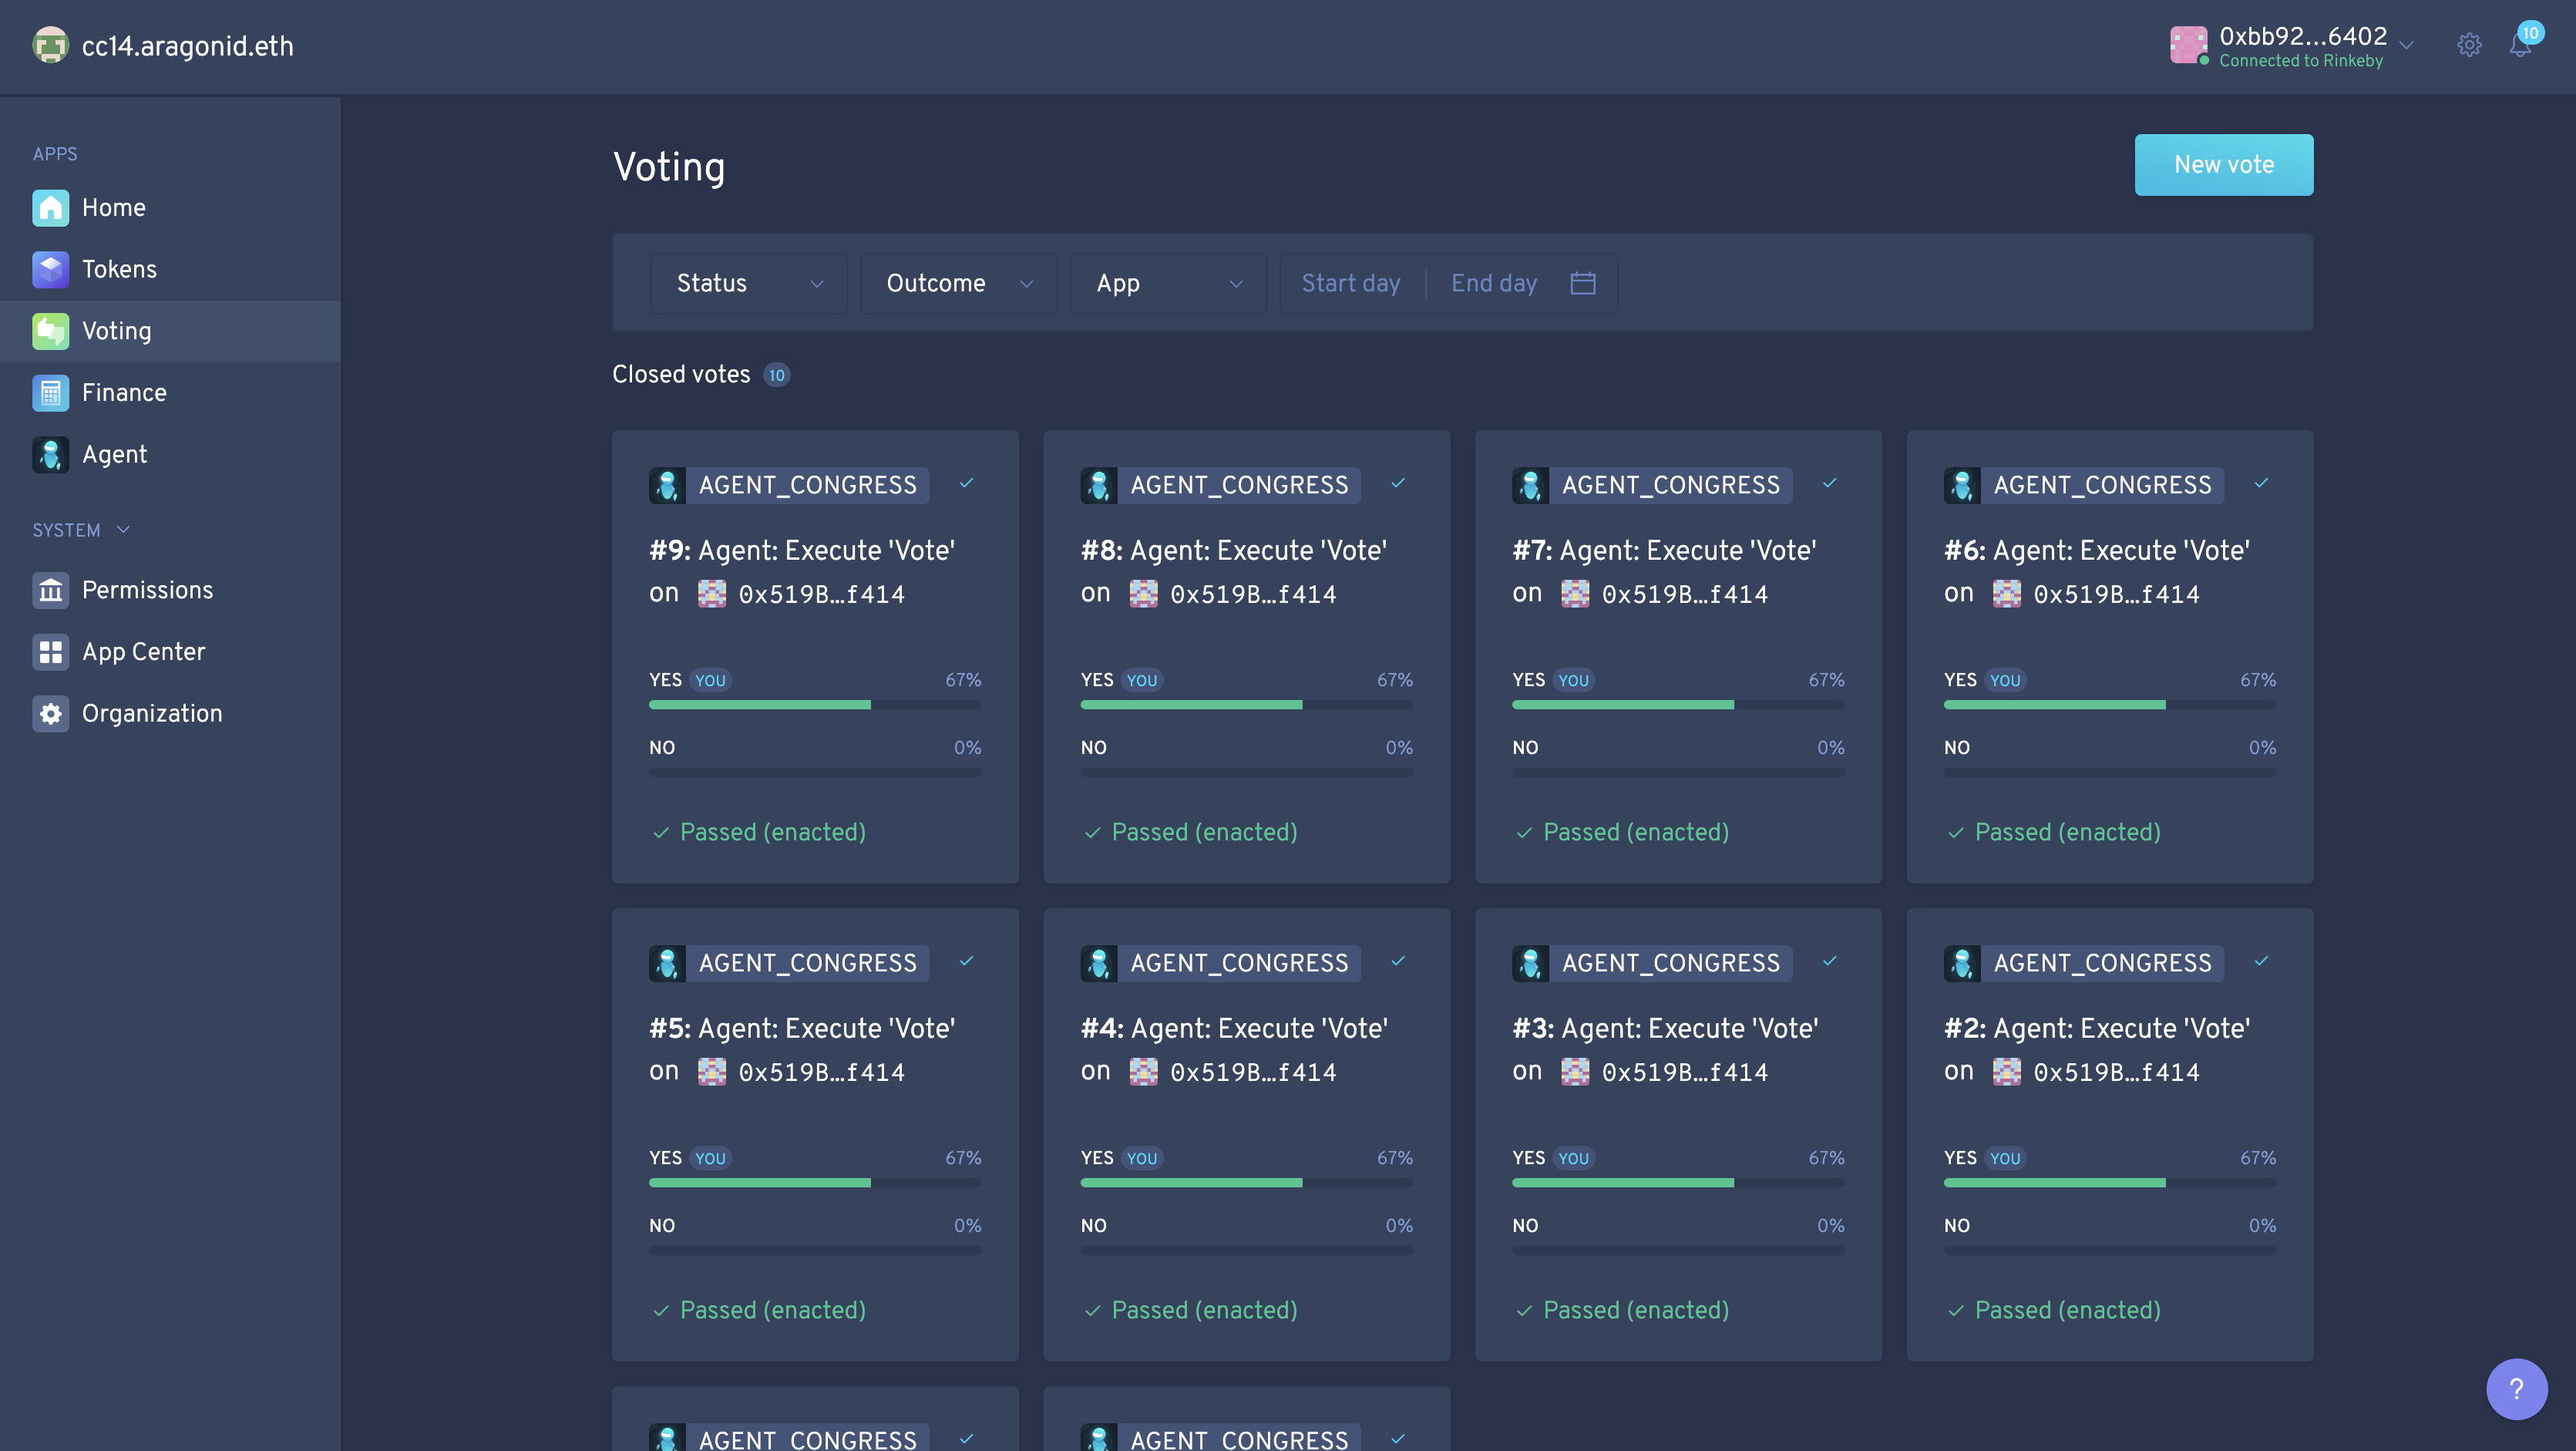 cc14.aragonid.eth
0xbb92...6402
Connected to Rinkeby
10
APPS
Home
Tokens
Voting
Finance
Agent
SYSTEM
Permissions
App Center
Organization
Voting
New vote
Status
Outcome
App
Start day
End day
Closed votes 10
AGENT_CONGRESS
#9: Agent: Execute 'Vote'
on 0x519B…f414
YES YOU 67%
NO 0%
Passed (enacted)
AGENT_CONGRESS
#8: Agent: Execute 'Vote'
on 0x519B…f414
YES YOU 67%
NO 0%
Passed (enacted)
AGENT_CONGRESS
#7: Agent: Execute 'Vote'
on 0x519B…f414
YES YOU 67%
NO 0%
Passed (enacted)
AGENT_CONGRESS
#6: Agent: Execute 'Vote'
on 0x519B…f414
YES YOU 67%
NO 0%
Passed (enacted)
AGENT_CONGRESS
#5: Agent: Execute 'Vote'
on 0x519B…f414
YES YOU 67%
NO 0%
Passed (enacted)
AGENT_CONGRESS
#4: Agent: Execute 'Vote'
on 0x519B…f414
YES YOU 67%
NO 0%
Passed (enacted)
AGENT_CONGRESS
#3: Agent: Execute 'Vote'
on 0x519B…f414
YES YOU 67%
NO 0%
Passed (enacted)
AGENT_CONGRESS
#2: Agent: Execute 'Vote'
on 0x519B…f414
YES YOU 67%
NO 0%
Passed (enacted)
AGENT_CONGRESS
AGENT_CONGRESS
?